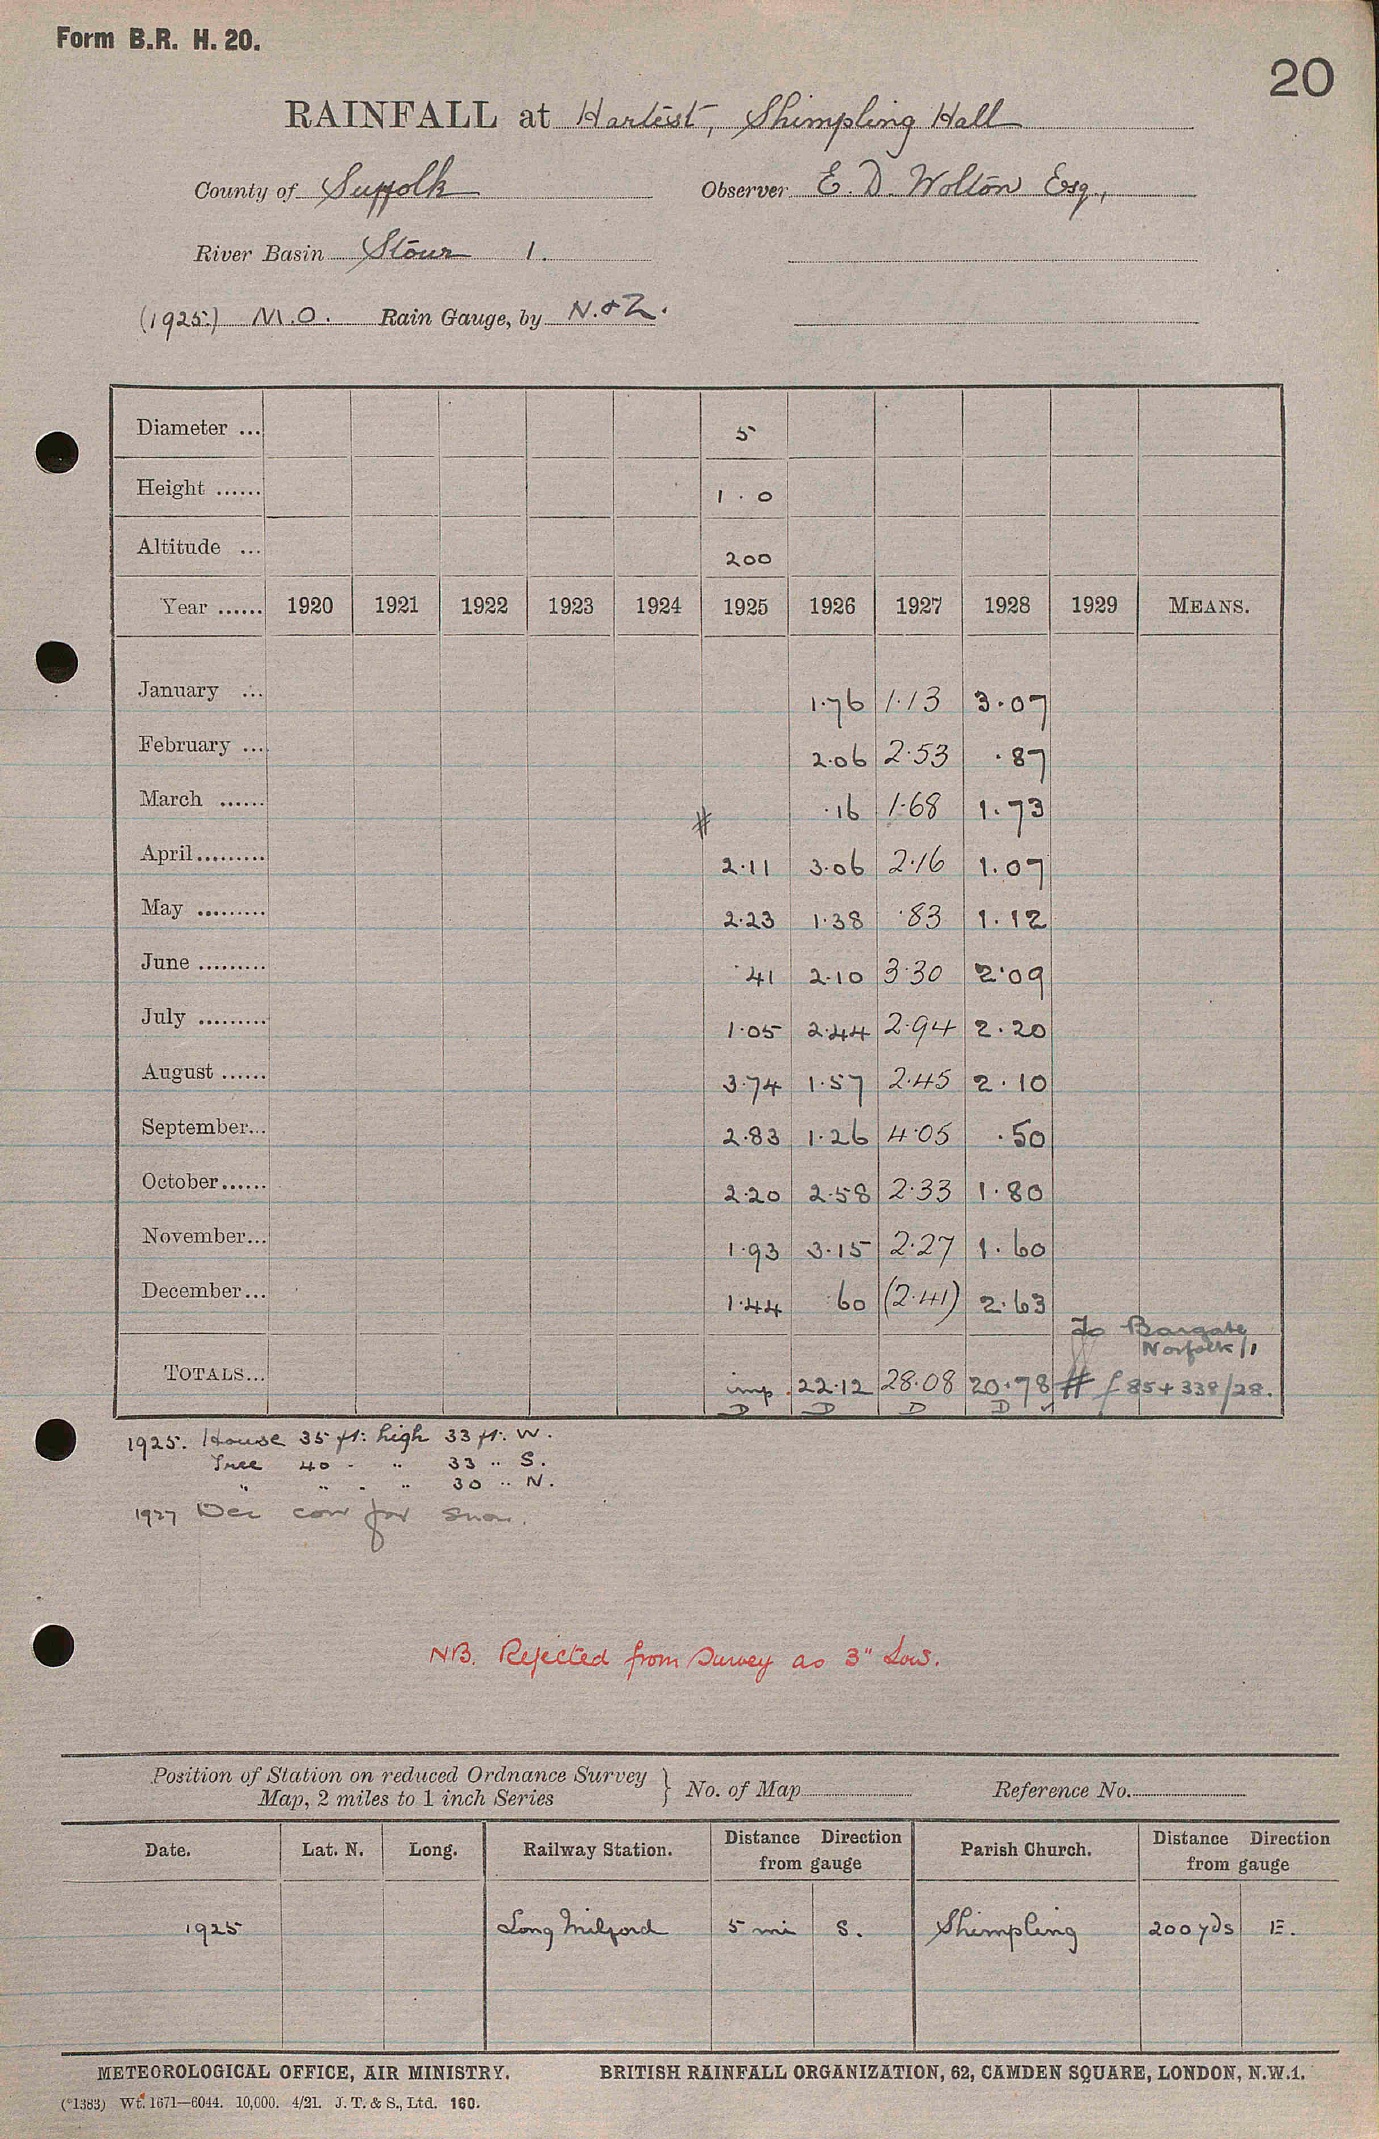 Form B.R. H. 20.
20
RAINFALL at Hartest, Shimpling Hall
County of Suffolk Observer E. D. Wolton Esq.,
River Basin Stour 1.
(1925.) M.O. Rain Gauge, by N. & Z.
Diameter ... 5
Height ...... 1 . 0
Altitude ... 200
Year ...... 1920 1921 1922 1923 1924 1925 1926 1927 1928 1929 MEANS.
January ... 1.76 1.13 3.07
February ... 2.06 2.53 .87
March ...... .16 1.68 1.73
#
April......... 2.11 3.06 2.16 1.07
May ......... 2.23 1.38 .83 1.12
June ......... .41 2.10 3.30 2.09
July ......... 1.05 2.44 2.94 2.20
August ...... 3.74 1.57 2.45 2.10
September... 2.83 1.26 4.05 .50
October...... 2.20 2.58 2.33 1.80
November... 1.93 3.15 2.27 1.60
December... 1.44 .60 (2.41) 2.63
To Bargate
Norfolk/1
TOTALS... imp. 22.12 28.08 20.78 # f 85+338/28.
D D D D ✓
1925. House 35 ft. high 33 ft. W.
Tree 40 - " 33 " S.
" " - " 30 " N.
1927 Dec corr for snow.
NB. Rejected from survey as 3" Low.
Position of Station on reduced Ordnance Survey
Map, 2 miles to 1 inch Series } No. of Map Reference No.
Date. Lat. N. Long. Railway Station. Distance Direction from gauge Parish Church. Distance Direction from gauge
1925 Long Milford 5 mi S. Shimpling 200 yds E.
METEOROLOGICAL OFFICE, AIR MINISTRY. BRITISH RAINFALL ORGANIZATION, 62, CAMDEN SQUARE, LONDON, N.W.1.
(*1383) Wt. 1671—6044. 10,000. 4/21. J. T. & S., Ltd. 160.